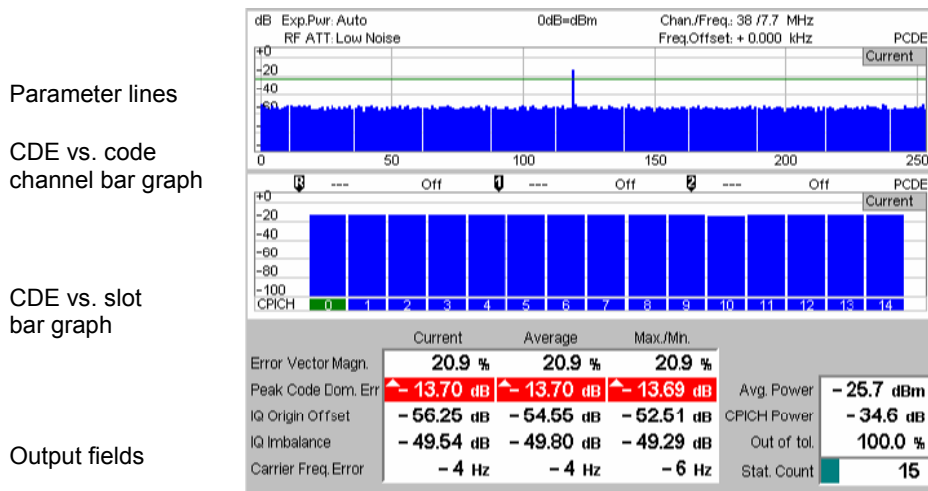 dB Exp.Pwr: Auto 0dB=dBm Chan./Freq.: 38 /7.7 MHz
RF ATT: Low Noise Freq.Offset: + 0.000 kHz PCDE
+0 Current
-20
-40
-60
0 50 100 150 200 250
Parameter lines
CDE vs. code
channel bar graph
R --- Off 1 --- Off 2 --- Off PCDE
+0 Current
-20
-40
-60
-80
-100
CPICH 0 1 2 3 4 5 6 7 8 9 10 11 12 13 14
CDE vs. slot
bar graph
Current Average Max./Min.
Error Vector Magn. 20.9 % 20.9 % 20.9 %
Peak Code Dom. Err - 13.70 dB - 13.70 dB - 13.69 dB Avg. Power - 25.7 dBm
IQ Origin Offset - 56.25 dB - 54.55 dB - 52.51 dB CPICH Power - 34.6 dB
IQ Imbalance - 49.54 dB - 49.80 dB - 49.29 dB Out of tol. 100.0 %
Carrier Freq.Error - 4 Hz - 4 Hz - 6 Hz Stat. Count 15
Output fields